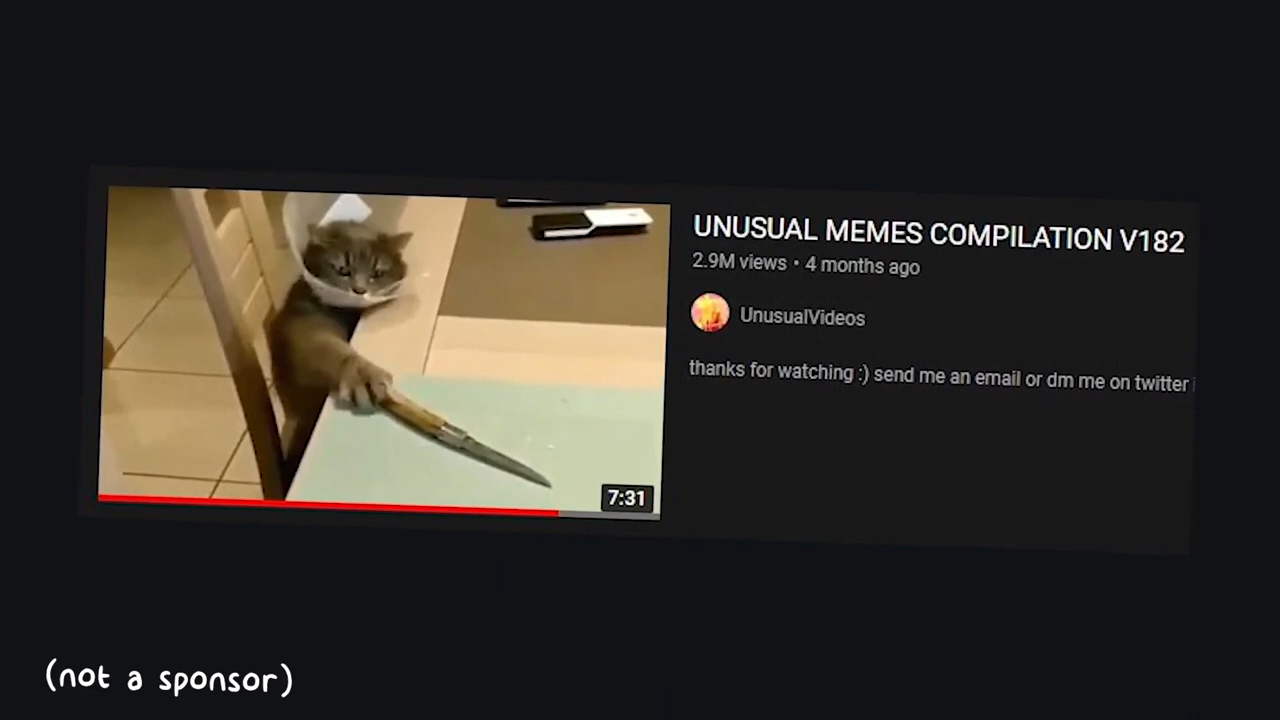 UNUSUAL MEMES COMPILATION V182
2.9M views • 4 months ago
UnusualVideos
thanks for watching :) send me an email or dm me on twitter
7:31
(not a sponsor)